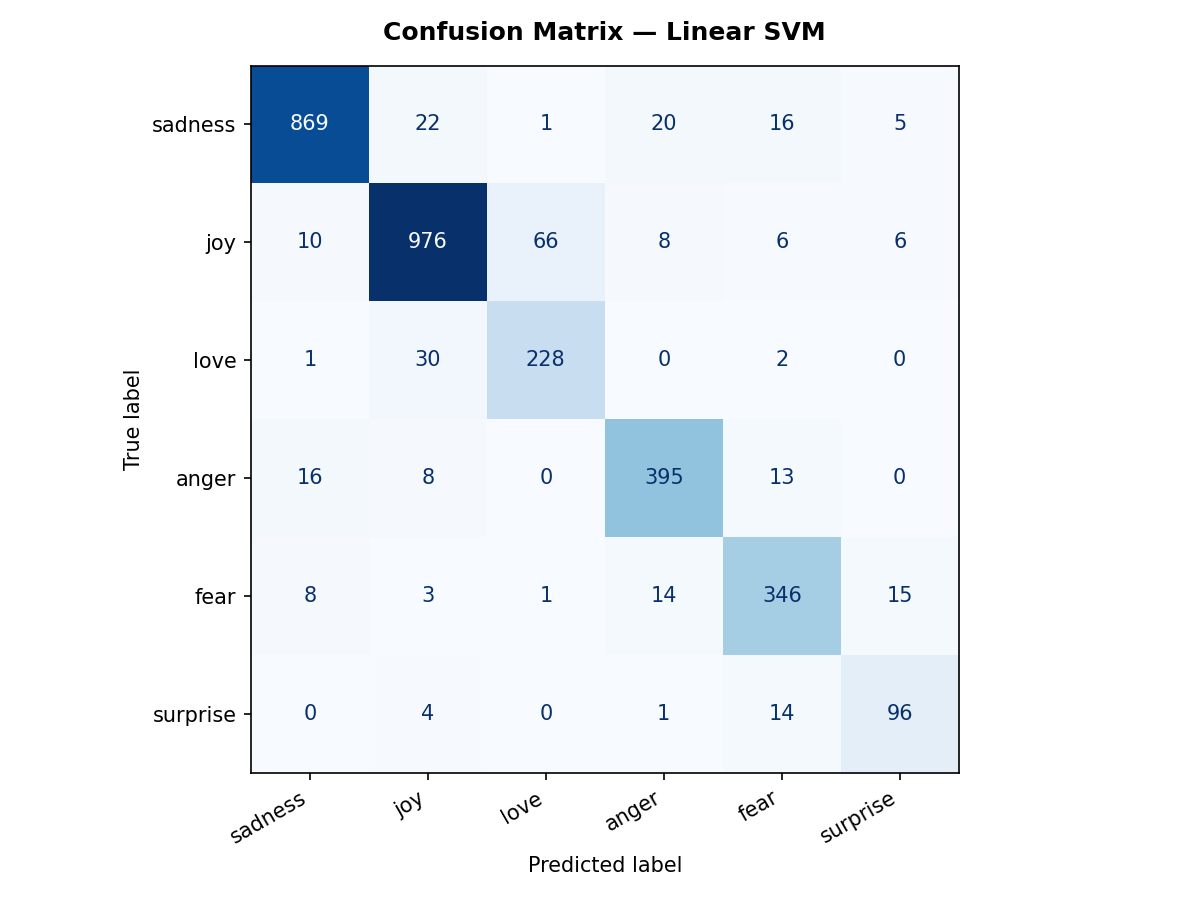 Confusion Matrix — Linear SVM
sadness 869 22 1 20 16 5
joy 10 976 66 8 6 6
love 1 30 228 0 2 0
anger 16 8 0 395 13 0
fear 8 3 1 14 346 15
surprise 0 4 0 1 14 96
True label
sadness joy love anger fear surprise
Predicted label